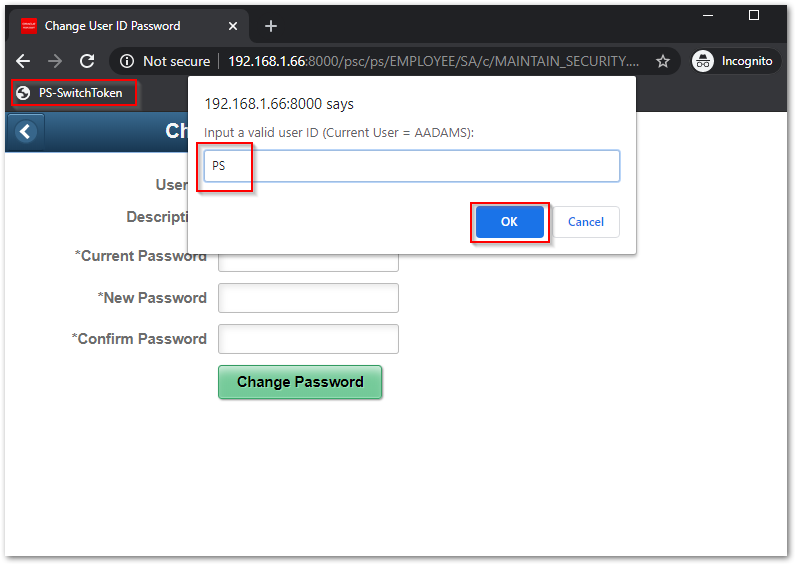 Change User ID Password
Not secure 192.168.1.66:8000/psc/ps/EMPLOYEE/SA/c/MAINTAIN_SECURITY.... Incognito
PS-SwitchToken
192.168.1.66:8000 says
Input a valid user ID (Current User = AADAMS):
PS
OK Cancel
Ch
User
Descripti
*Current Password
*New Password
*Confirm Password
Change Password